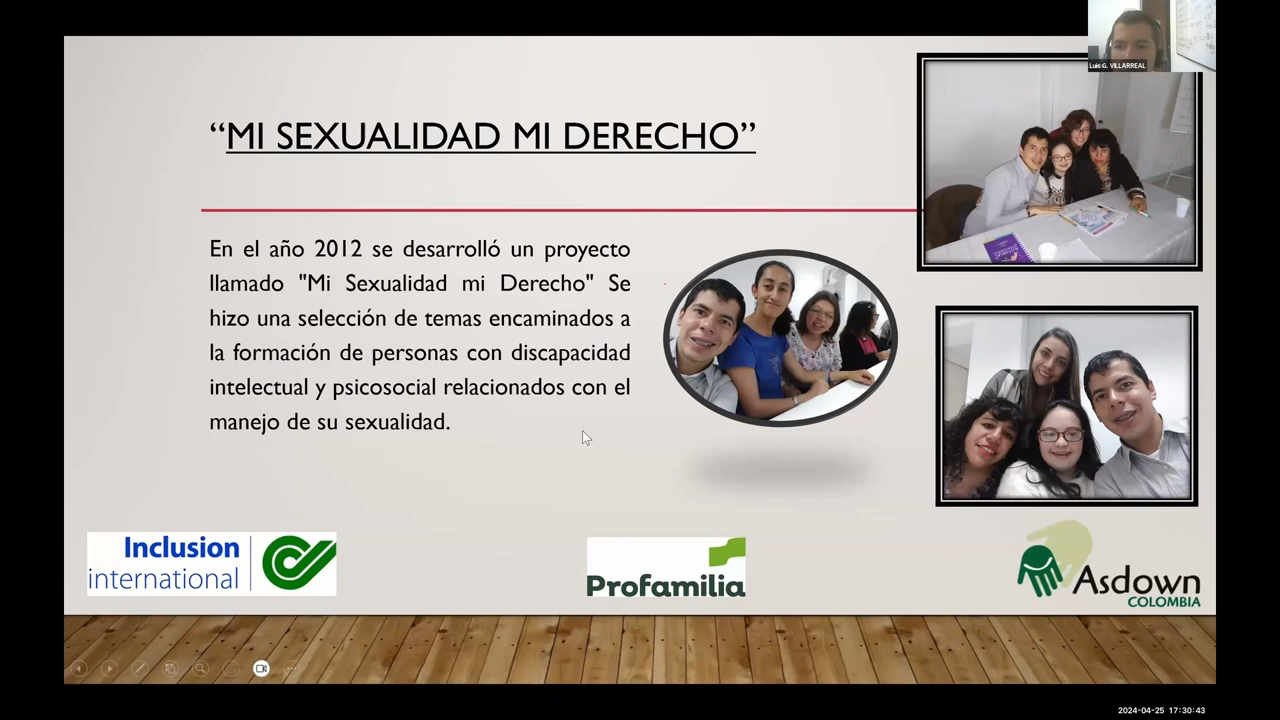 Luis G. VILLARREAL
“MI SEXUALIDAD MI DERECHO”
En el año 2012 se desarrolló un proyecto
llamado "Mi Sexualidad mi Derecho" Se
hizo una selección de temas encaminados a
la formación de personas con discapacidad
intelectual y psicosocial relacionados con el
manejo de su sexualidad.
Inclusion
international
Profamilia
Asdown
COLOMBIA
2024-04-25 17:30:43